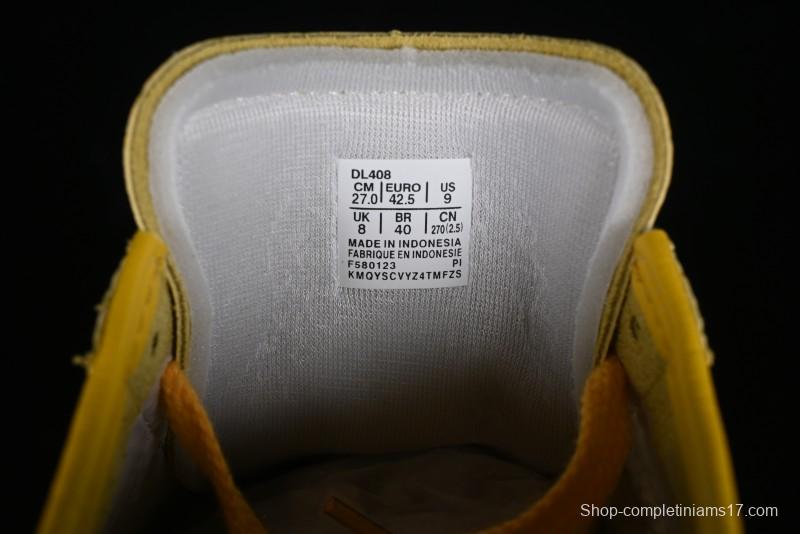 DL408
CM | EURO | US
27.0 | 42.5 | 9
UK | BR | CN
8 | 40 | 270(2.5)
MADE IN INDONESIA
FABRIQUE EN INDONESIE
F580123 PI
KMQYSCVYZ4TMFZS
Shop-completiniams17.com